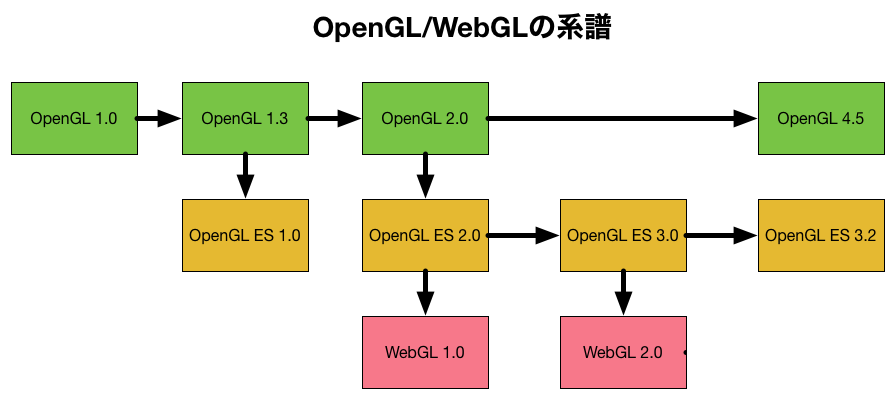 OpenGL/WebGLの系譜
OpenGL 1.0
OpenGL 1.3
OpenGL 2.0
OpenGL 4.5
OpenGL ES 1.0
OpenGL ES 2.0
OpenGL ES 3.0
OpenGL ES 3.2
WebGL 1.0
WebGL 2.0